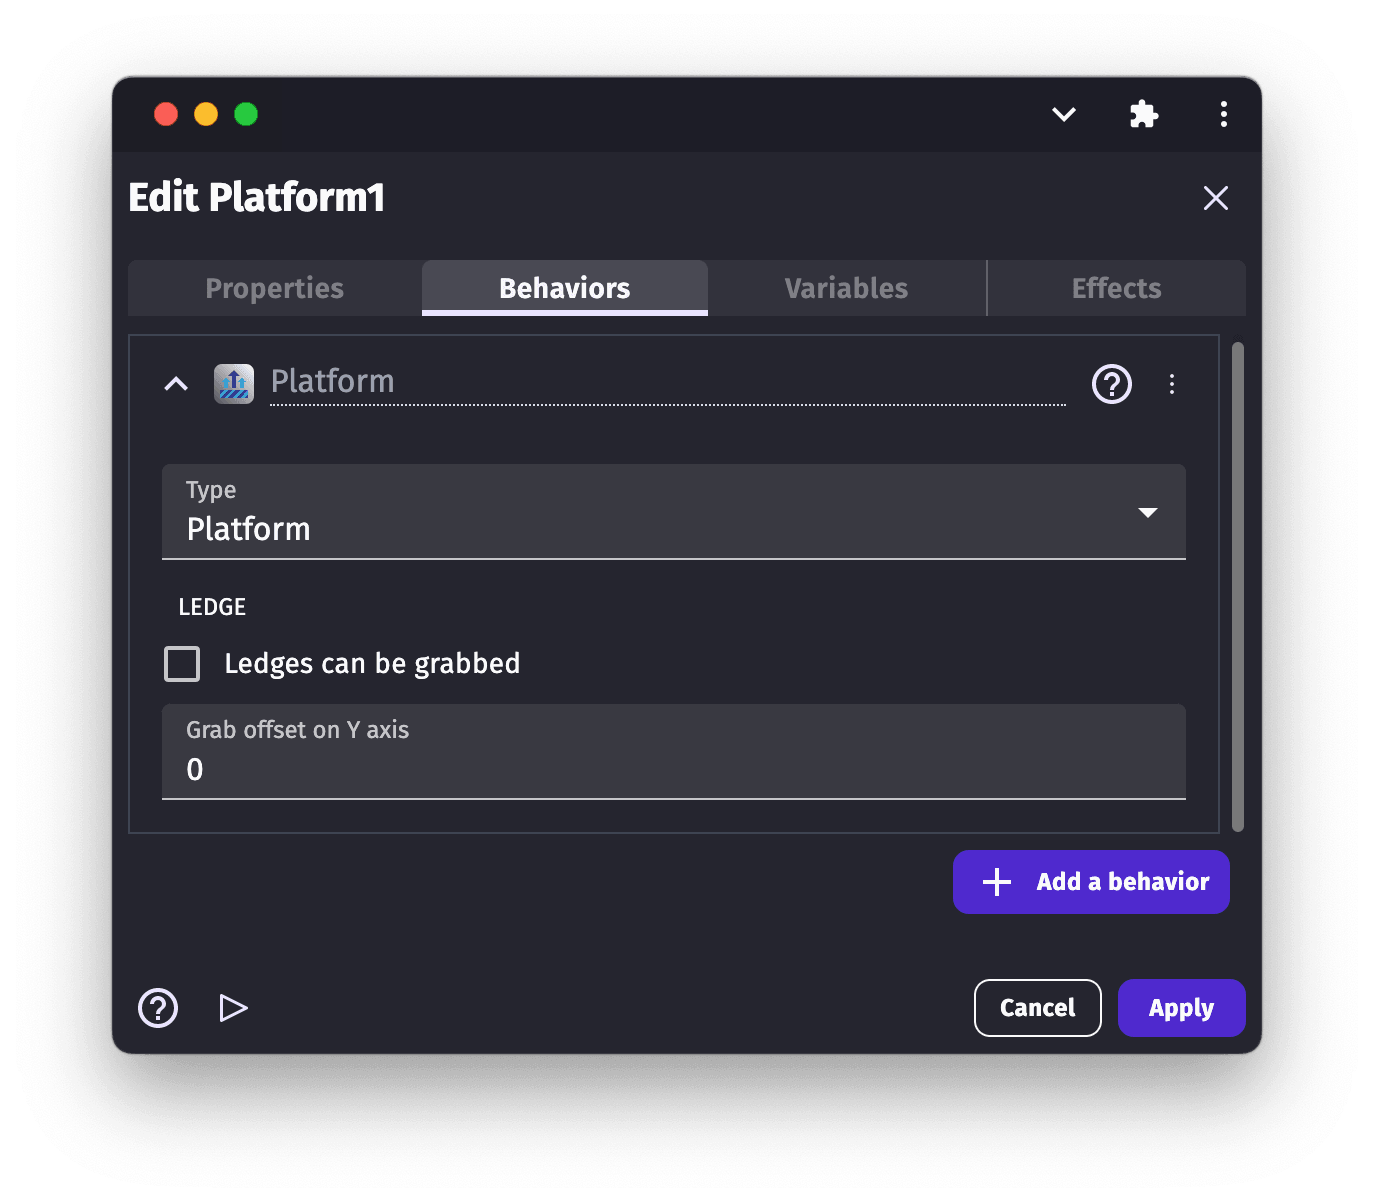 Edit Platform1
Properties Behaviors Variables Effects
Platform
Type
Platform
LEDGE
Ledges can be grabbed
Grab offset on Y axis
0
Add a behavior
Cancel Apply